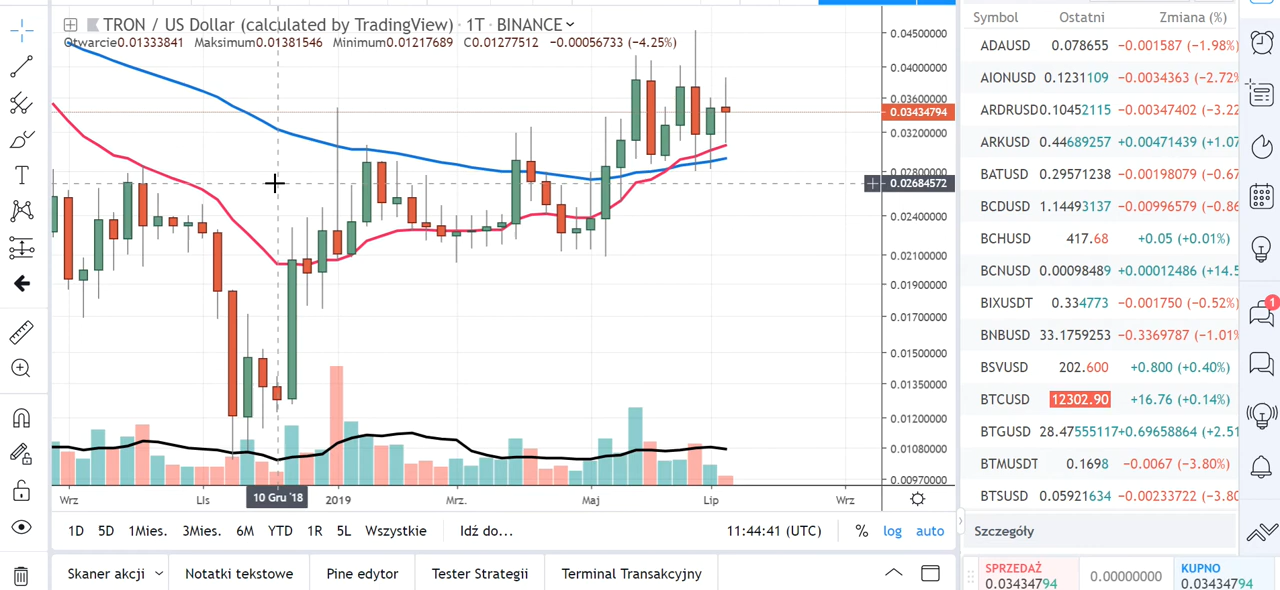 TRON / US Dollar (calculated by TradingView) · 1T · BINANCE
Otwarcie0.01333841 Maksimum0.01381546 Minimum0.01217689 C0.01277512 −0.00056733 (−4.25%)
0.04500000
0.04000000
0.03600000
0.03434794
0.03200000
0.02800000
0.02684572
0.02400000
0.02100000
0.01900000
0.01700000
0.01500000
0.01350000
0.01200000
0.01080000
0.00970000
Wrz Lis 10 Gru '18 2019 Mrz. Maj Lip Wrz
1D 5D 1Mies. 3Mies. 6M YTD 1R 5L Wszystkie Idź do... 11:44:41 (UTC) % log auto
Skaner akcji Notatki tekstowe Pine edytor Tester Strategii Terminal Transakcyjny
Symbol Ostatni Zmiana (%)
ADAUSD 0.078655 −0.001587 (−1.98%)
AIONUSD 0.1231109 −0.0034363 (−2.72%
ARDRUSD0.10452115 −0.00347402 (−3.22
ARKUSD 0.44689257 +0.00471439 (+1.07
BATUSD 0.29571238 −0.00198079 (−0.67
BCDUSD 1.14493137 −0.00996579 (−0.86
BCHUSD 417.68 +0.05 (+0.01%)
BCNUSD 0.00098489 +0.00012486 (+14.5
BIXUSDT 0.334773 −0.001750 (−0.52%)
BNBUSD 33.1759253 −0.3369787 (−1.01%
BSVUSD 202.600 +0.800 (+0.40%)
BTCUSD 12302.90 +16.76 (+0.14%)
BTGUSD 28.47555117+0.69658864 (+2.51
BTMUSDT 0.1698 −0.0067 (−3.80%)
BTSUSD 0.05921634 −0.00233722 (−3.80
Szczegóły
SPRZEDAŻ
0.03434794
0.00000000
KUPNO
0.03434794
1